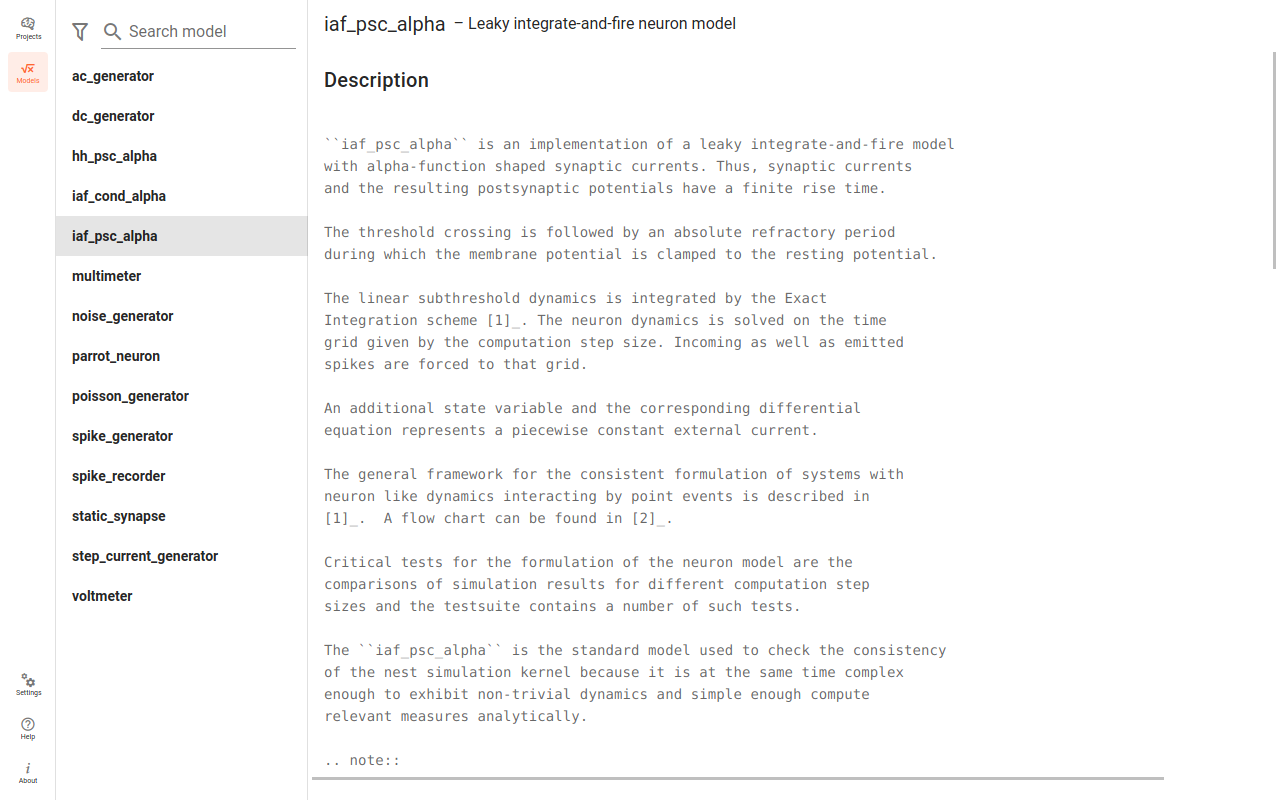 Projects
Models
Settings
Help
About
Search model
ac_generator
dc_generator
hh_psc_alpha
iaf_cond_alpha
iaf_psc_alpha
multimeter
noise_generator
parrot_neuron
poisson_generator
spike_generator
spike_recorder
static_synapse
step_current_generator
voltmeter
iaf_psc_alpha – Leaky integrate-and-fire neuron model
Description
``iaf_psc_alpha`` is an implementation of a leaky integrate-and-fire model
with alpha-function shaped synaptic currents. Thus, synaptic currents
and the resulting postsynaptic potentials have a finite rise time.
The threshold crossing is followed by an absolute refractory period
during which the membrane potential is clamped to the resting potential.
The linear subthreshold dynamics is integrated by the Exact
Integration scheme [1]_. The neuron dynamics is solved on the time
grid given by the computation step size. Incoming as well as emitted
spikes are forced to that grid.
An additional state variable and the corresponding differential
equation represents a piecewise constant external current.
The general framework for the consistent formulation of systems with
neuron like dynamics interacting by point events is described in
[1]_.  A flow chart can be found in [2]_.
Critical tests for the formulation of the neuron model are the
comparisons of simulation results for different computation step
sizes and the testsuite contains a number of such tests.
The ``iaf_psc_alpha`` is the standard model used to check the consistency
of the nest simulation kernel because it is at the same time complex
enough to exhibit non-trivial dynamics and simple enough compute
relevant measures analytically.
.. note::